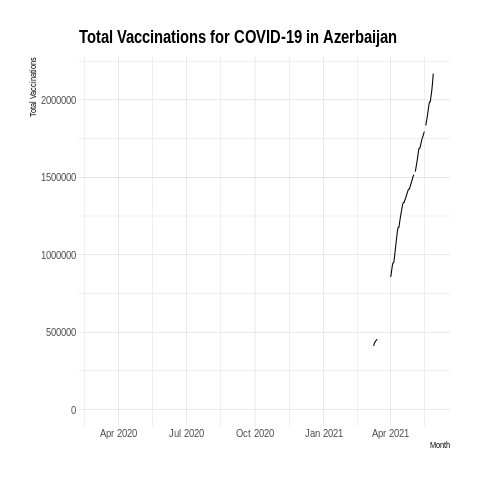 Total Vaccinations for COVID-19 in Azerbaijan
Total Vaccinations
2000000
1500000
1000000
500000
0
Apr 2020 Jul 2020 Oct 2020 Jan 2021 Apr 2021
Month